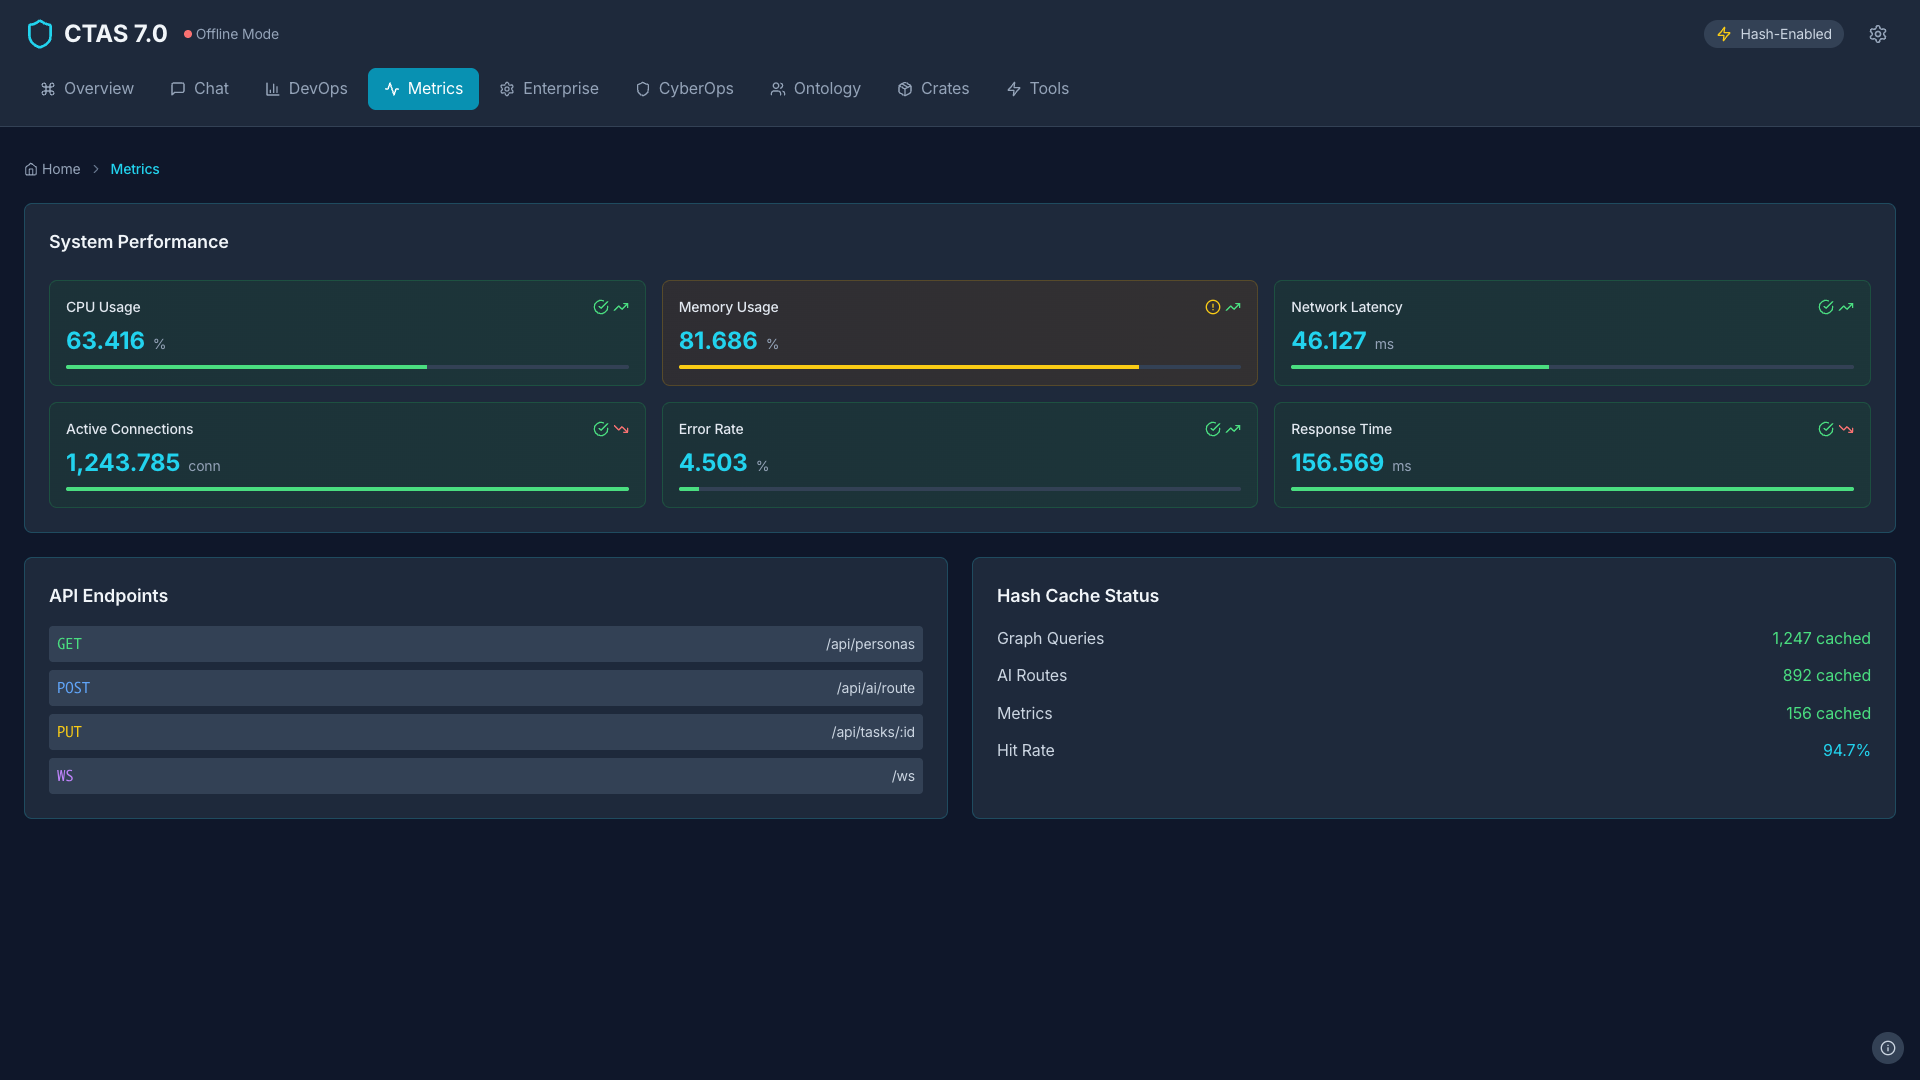 CTAS 7.0
Offline Mode
Hash-Enabled
Overview
Chat
DevOps
Metrics
Enterprise
CyberOps
Ontology
Crates
Tools
Home
Metrics
System Performance
CPU Usage
63.416 %
Memory Usage
81.686 %
Network Latency
46.127 ms
Active Connections
1,243.785 conn
Error Rate
4.503 %
Response Time
156.569 ms
API Endpoints
GET /api/personas
POST /api/ai/route
PUT /api/tasks/:id
WS /ws
Hash Cache Status
Graph Queries 1,247 cached
AI Routes 892 cached
Metrics 156 cached
Hit Rate 94.7%